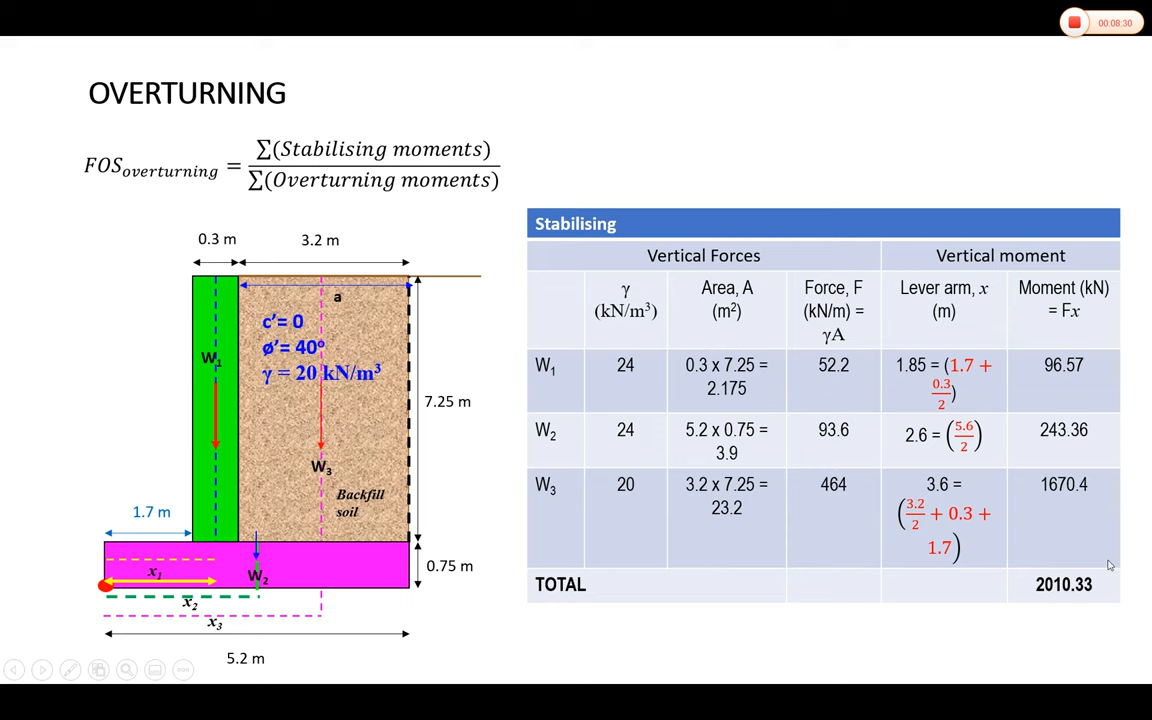 00:08:30
OVERTURNING
FOS_overturning = ∑(Stabilising moments) / ∑(Overturning moments)
0.3 m 3.2 m
a
c’= 0
ø’= 40º
γ = 20 kN/m³
W₁
7.25 m
W₃
Backfill
soil
1.7 m
x₁
W₂
0.75 m
x₂
x₃
5.2 m
Stabilising
Vertical Forces Vertical moment
γ (kN/m³) Area, A (m²) Force, F (kN/m) = γA Lever arm, x (m) Moment (kN) = Fx
W₁ 24 0.3 x 7.25 = 2.175 52.2 1.85 = (1.7 + 0.3/2) 96.57
W₂ 24 5.2 x 0.75 = 3.9 93.6 2.6 = (5.6/2) 243.36
W₃ 20 3.2 x 7.25 = 23.2 464 3.6 = (3.2/2 + 0.3 + 1.7) 1670.4
TOTAL 2010.33